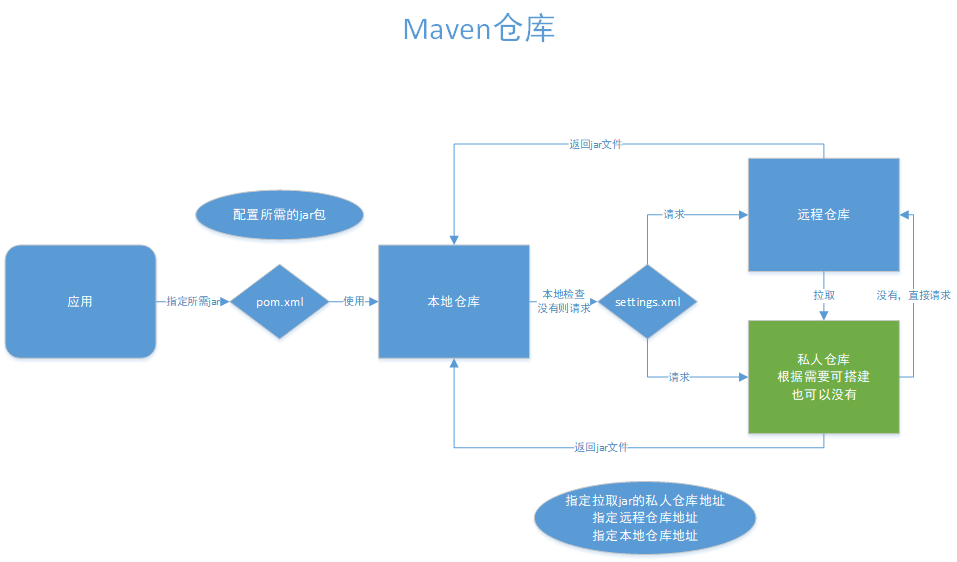 Maven仓库
返回jar文件
配置所需的jar包
请求
远程仓库
应用
指定所需jar
pom.xml
使用
本地仓库
本地检查
没有则请求
settings.xml
拉取
没有，直接请求
请求
私人仓库
根据需要可搭建
也可以没有
返回jar文件
指定拉取jar的私人仓库地址
指定远程仓库地址
指定本地仓库地址